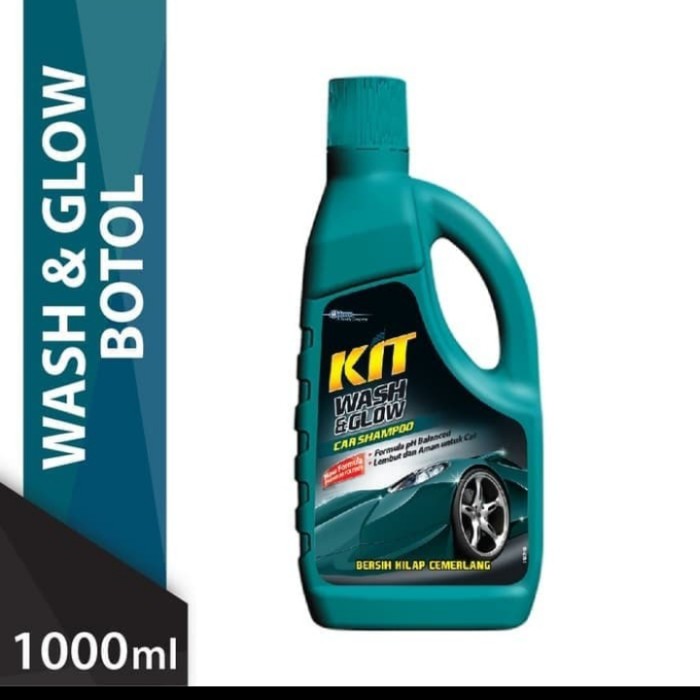 WASH & GLOW
BOTOL
1000ml
KIT
WASH
& GLOW
CAR SHAMPOO
• Formula pH Balanced
• Lembut dan Aman untuk Cat
New Formula
BERSIH KILAP CEMERLANG